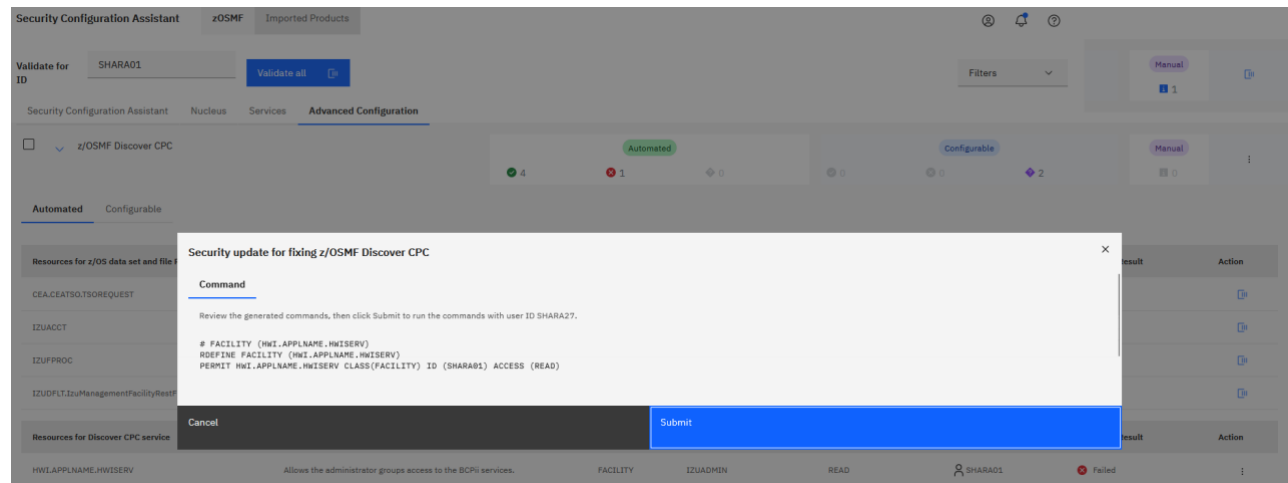 Security Configuration Assistant zOSMF Imported Products
Validate for ID SHARA01 Validate all Filters Manual
1
Security Configuration Assistant Nucleus Services Advanced Configuration
z/OSMF Discover CPC Automated Configurable Manual
4 1 0 0 0 2 0
Automated Configurable
Security update for fixing z/OSMF Discover CPC
Resources for z/OS data set and file Result Action
Command
CEA.CEATSO.TSOREQUEST
Review the generated commands, then click Submit to run the commands with user ID SHARA27.
IZUACCT
# FACILITY (HWI.APPLNAME.HWISERV)
RDEFINE FACILITY (HWI.APPLNAME.HWISERV)
PERMIT HWI.APPLNAME.HWISERV CLASS(FACILITY) ID (SHARA01) ACCESS (READ)
IZUFPROC
IZUDFLT.IzuManagementFacilityRestF
Cancel Submit
Resources for Discover CPC service Result Action
HWI.APPLNAME.HWISERV Allows the administrator groups access to the BCPii services. FACILITY IZUADMIN READ SHARA01 Failed